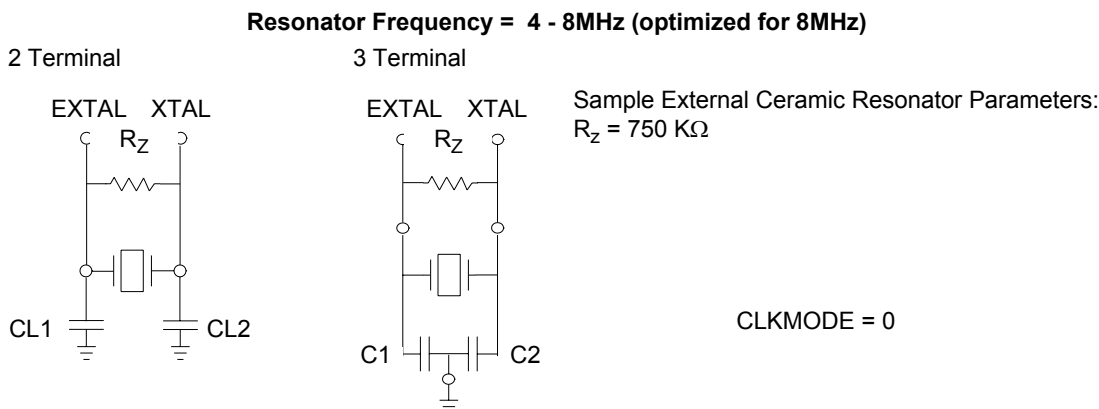 Resonator Frequency = 4 - 8MHz (optimized for 8MHz)
2 Terminal
3 Terminal
EXTAL XTAL
R_Z
CL1
CL2
EXTAL XTAL
R_Z
C1
C2
Sample External Ceramic Resonator Parameters:
R_z = 750 KΩ
CLKMODE = 0